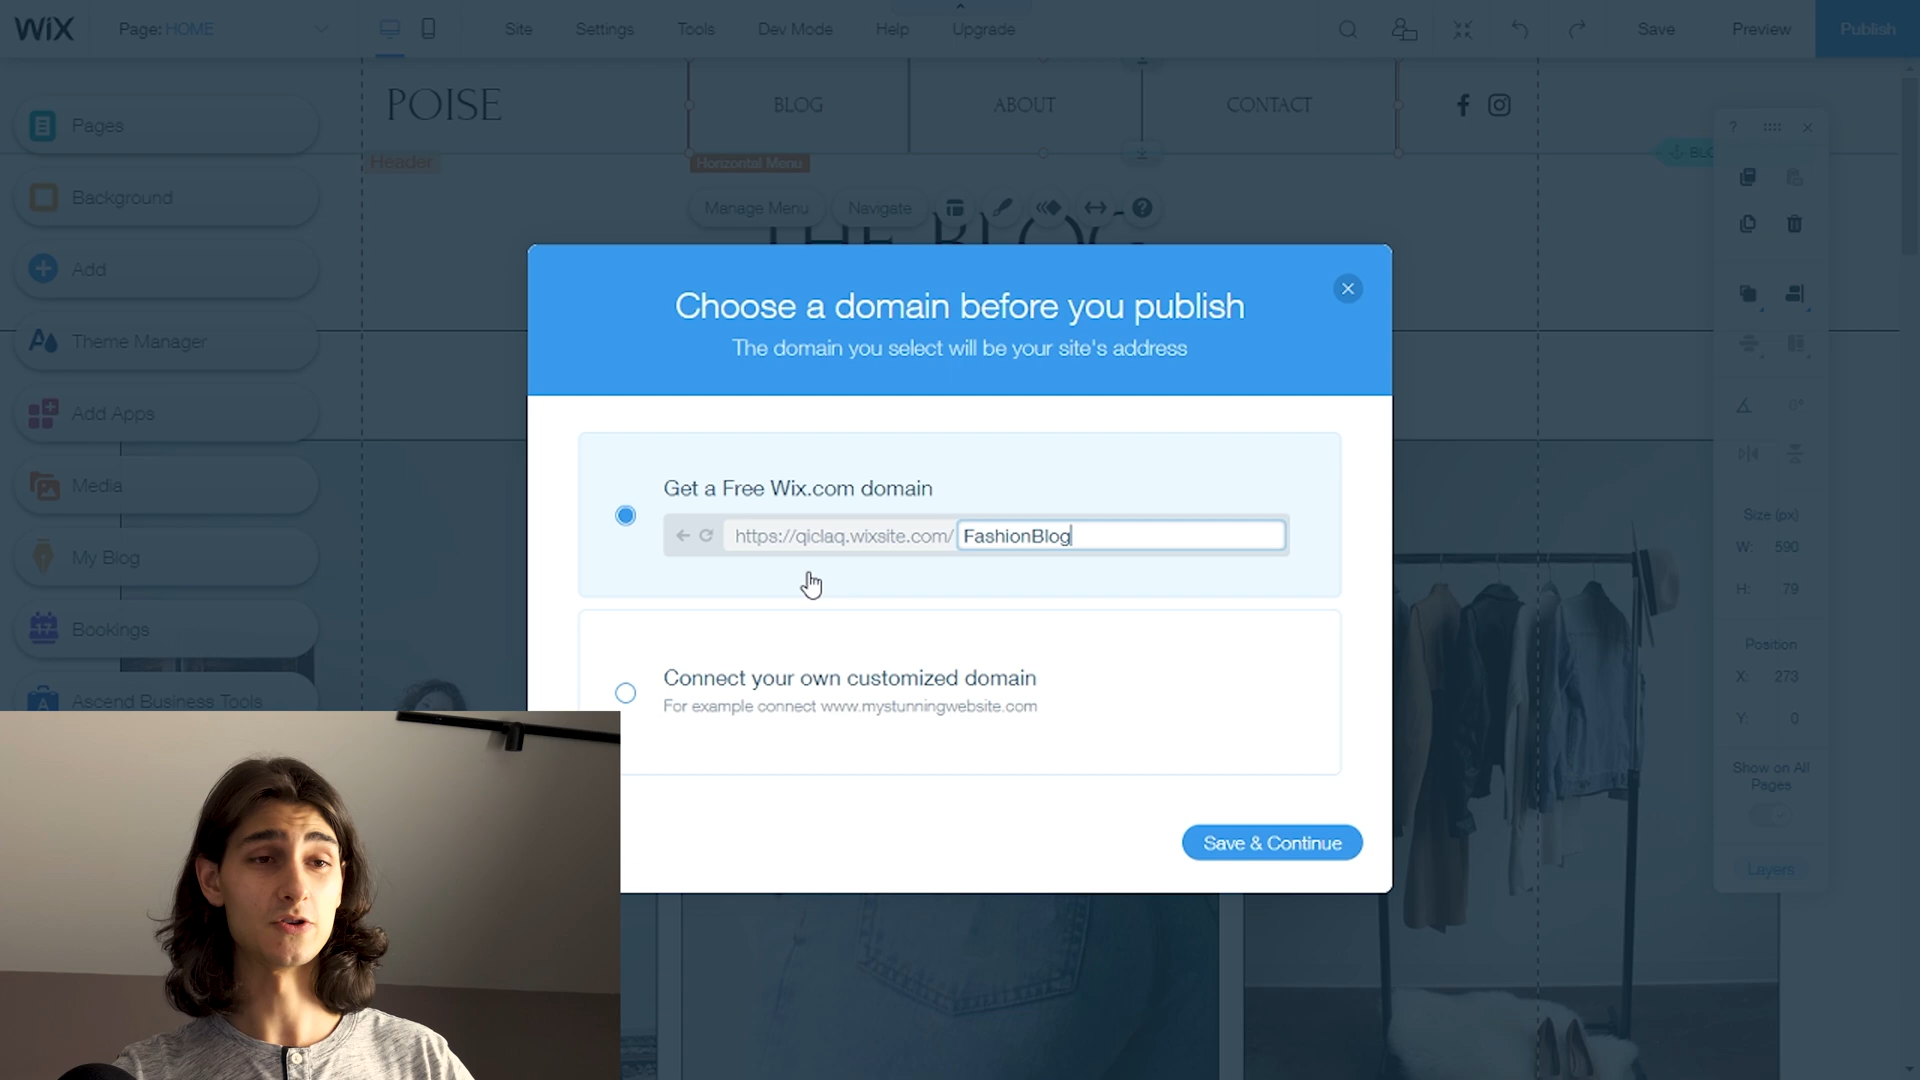 WiX
Page: HOME
Site
Settings
Tools
Dev Mode
Help
Upgrade
Save
Preview
Publish
POISE
BLOG
ABOUT
CONTACT
Header
Horizontal Menu
Manage Menu
Navigate
THE BLOG
Pages
Background
Add
Theme Manager
Add Apps
Media
My Blog
Bookings
Ascend Business Tools
Choose a domain before you publish
The domain you select will be your site's address
Get a Free Wix.com domain
https://qiclaq.wixsite.com/
FashionBlog
Connect your own customized domain
For example connect www.mystunningwebsite.com
Save & Continue
Size (px)
W: 590
H: 79
Position
X: 273
Y: 0
Show on All
Pages
Layers